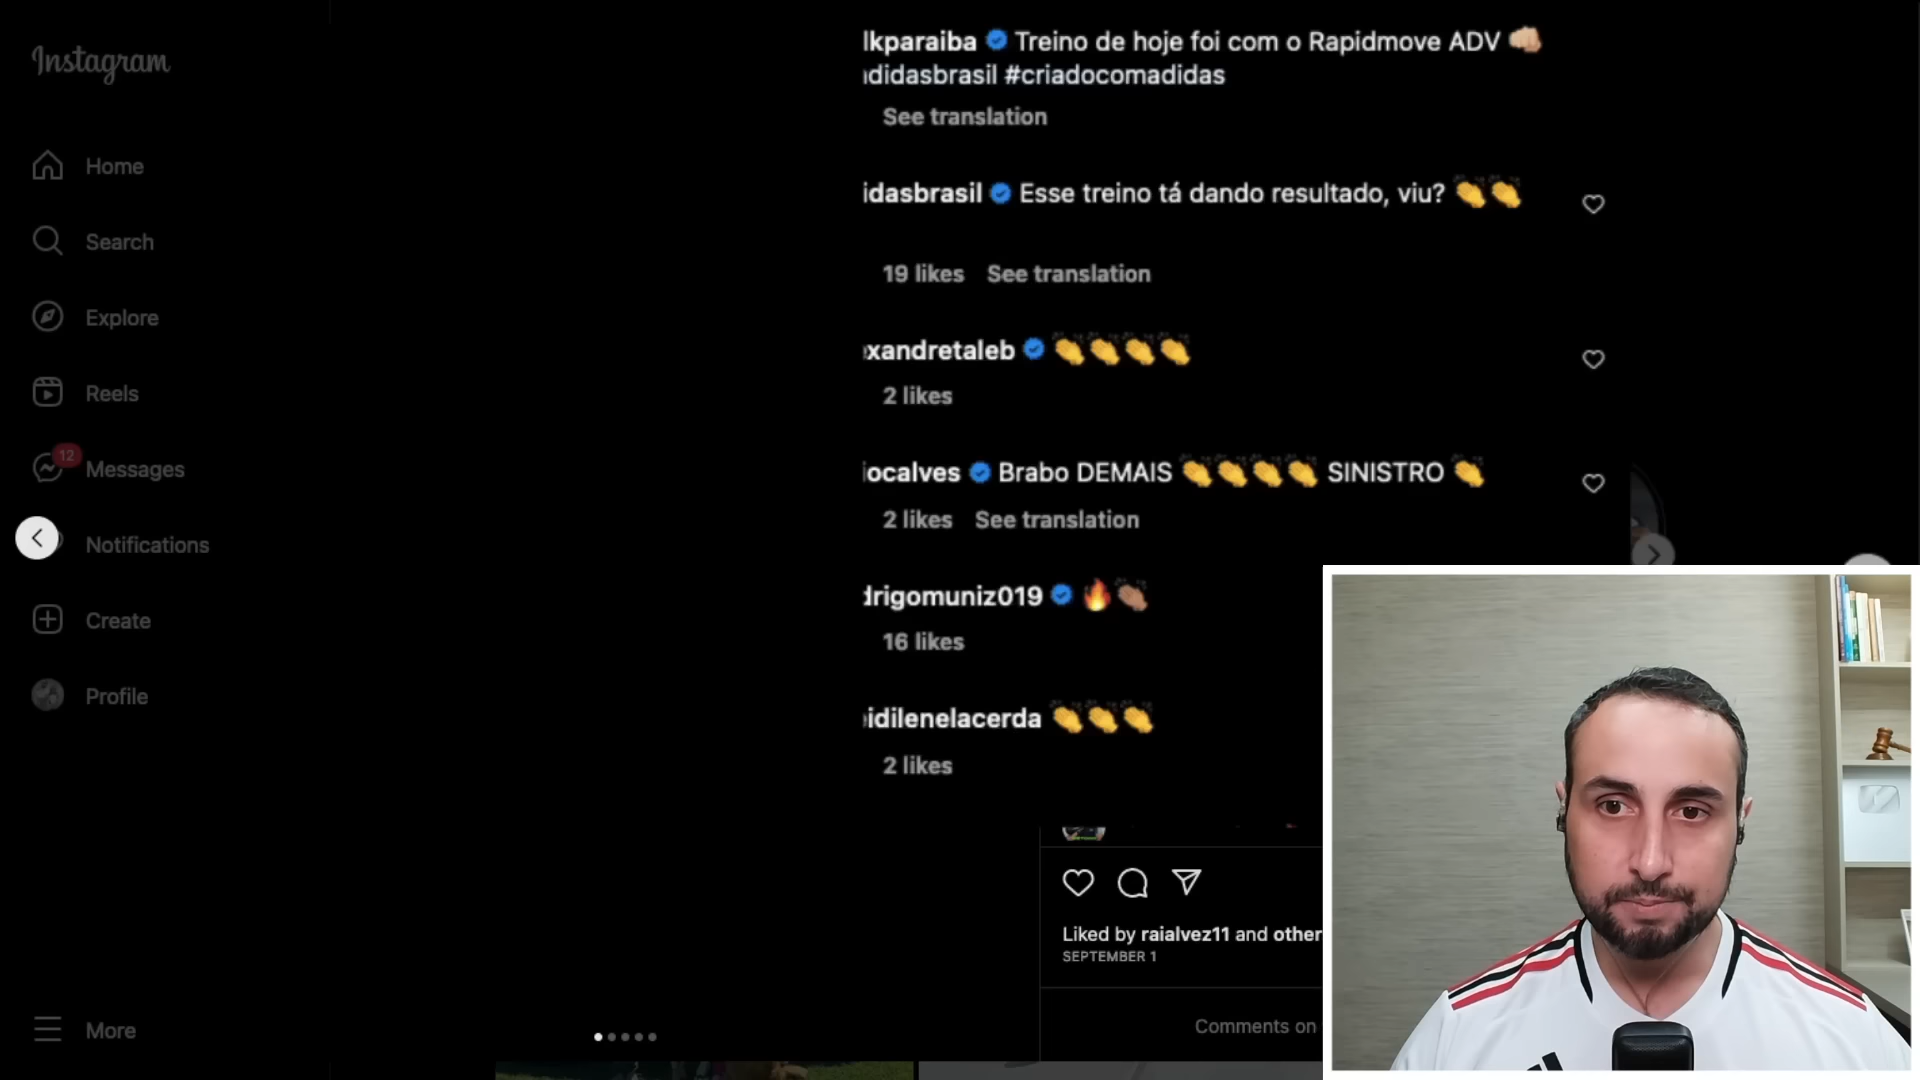 Instagram
Home
Search
Explore
Reels
12
Messages
Notifications
Create
Profile
More
lkparaiba Treino de hoje foi com o Rapidmove ADV 👊🏼
didasbrasil #criadocomadidas
See translation
idasbrasil Esse treino tá dando resultado, viu? 👏👏
19 likes See translation
xandretaleb 👏👏👏👏
2 likes
ocalves Brabo DEMAIS 👏👏👏👏 SINISTRO 👏
2 likes See translation
drigomuniz019 🔥👏🏽
16 likes
idilenelacerda 👏👏👏
2 likes
Liked by raialvez11 and other
SEPTEMBER 1
Comments on